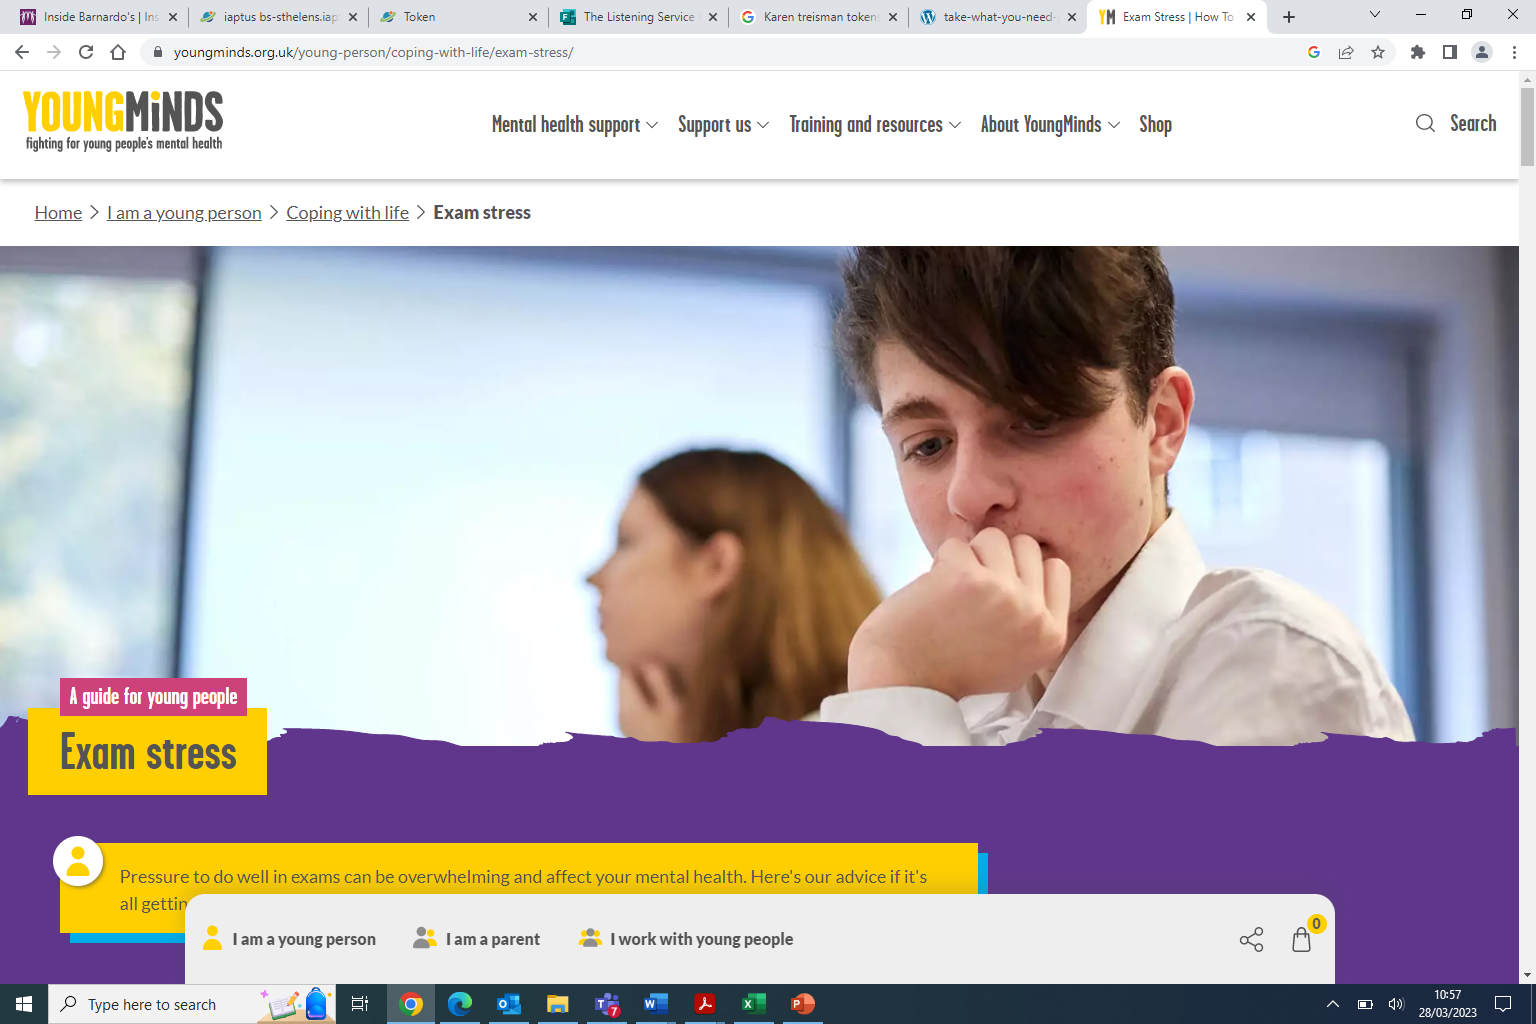 Inside Barnardo's | Ins
iaptus bs-sthelens.iap
Token
The Listening Service
Karen treisman token
take-what-you-need-
YM Exam Stress | How To
youngminds.org.uk/young-person/coping-with-life/exam-stress/
YOUNGMiNDS
fighting for young people's mental health
Mental health support
Support us
Training and resources
About YoungMinds
Shop
Search
Home > I am a young person > Coping with life > Exam stress
A guide for young people
Exam stress
Pressure to do well in exams can be overwhelming and affect your mental health. Here's our advice if it's
all gettin
I am a young person
I am a parent
I work with young people
0
Type here to search
7
10:57
28/03/2023